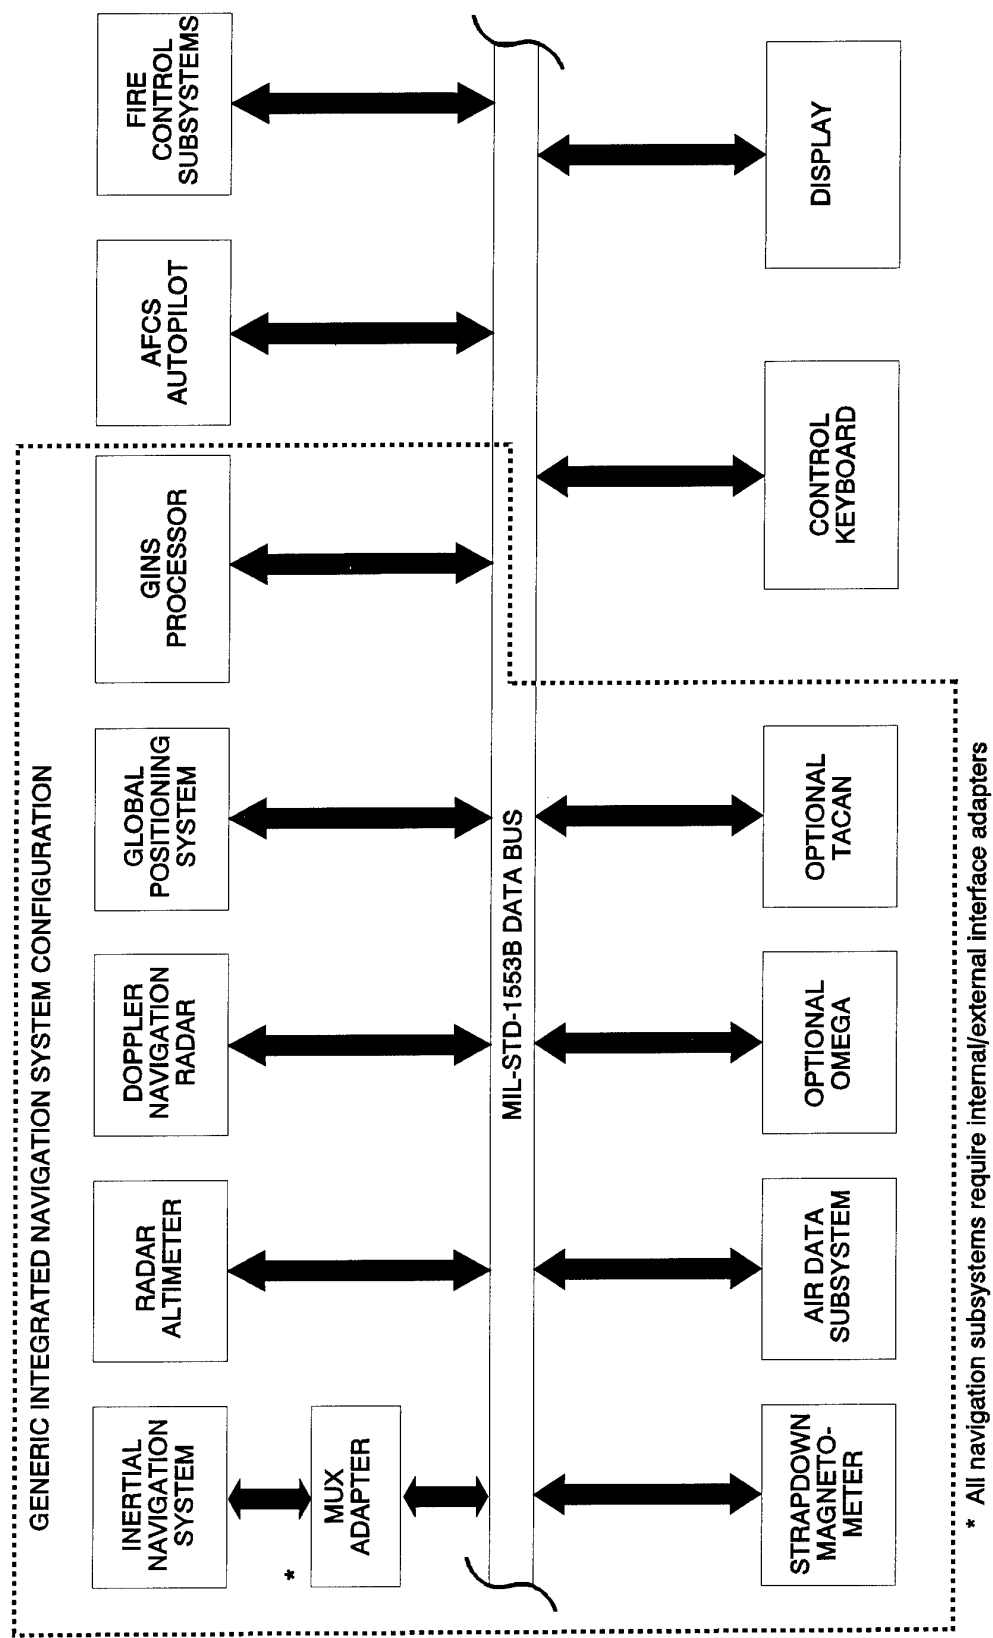 GENERIC INTEGRATED NAVIGATION SYSTEM CONFIGURATION
INERTIAL
NAVIGATION
SYSTEM
RADAR
ALTIMETER
DOPPLER
NAVIGATION
RADAR
GLOBAL
POSITIONING
SYSTEM
GINS
PROCESSOR
AFCS
AUTOPILOT
FIRE
CONTROL
SUBSYSTEMS
*
MUX
ADAPTER
MIL-STD-1553B DATA BUS
STRAPDOWN
MAGNETO-
METER
AIR DATA
SUBSYSTEM
OPTIONAL
OMEGA
OPTIONAL
TACAN
CONTROL
KEYBOARD
DISPLAY
* All navigation subsystems require internal/external interface adapters